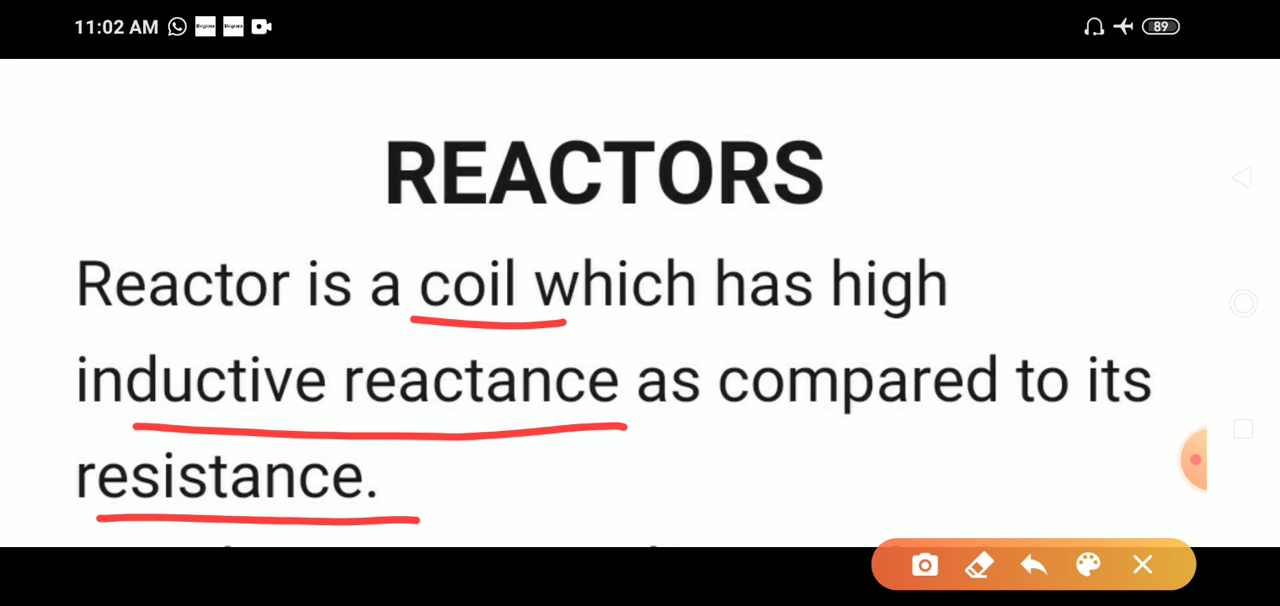 11:02 AM 89
REACTORS
Reactor is a coil which has high
inductive reactance as compared to its
resistance.